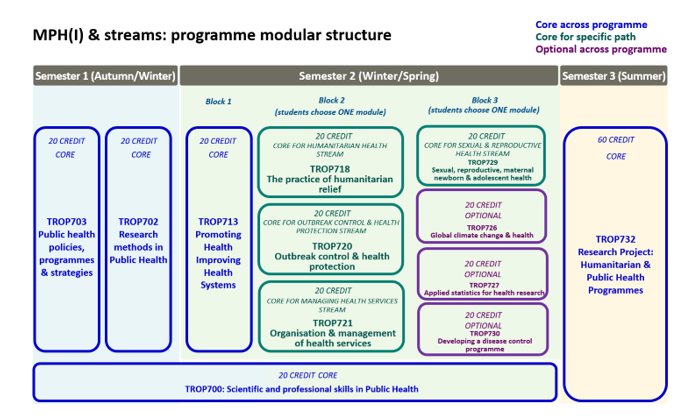 MPH(I) & streams: programme modular structure
Core across programme
Core for specific path
Optional across programme
Semester 1 (Autumn/Winter)
Semester 2 (Winter/Spring)
Semester 3 (Summer)
Block 1
Block 2
(students choose ONE module)
Block 3
(students choose ONE module)
20 CREDIT
CORE
TROP703
Public health
policies,
programmes
& strategies
20 CREDIT
CORE
TROP702
Research
methods in
Public Health
20 CREDIT
CORE
TROP713
Promoting
Health
Improving
Health
Systems
20 CREDIT
CORE FOR HUMANITARIAN HEALTH
STREAM
TROP718
The practice of humanitarian
relief
20 CREDIT
CORE FOR OUTBREAK CONTROL & HEALTH
PROTECTION STREAM
TROP720
Outbreak control & health
protection
20 CREDIT
CORE FOR MANAGING HEALTH SERVICES
STREAM
TROP721
Organisation & management
of health services
20 CREDIT
CORE FOR SEXUAL & REPRODUCTIVE
HEALTH STREAM
TROP729
Sexual, reproductive, maternal
newborn & adolescent health
20 CREDIT
OPTIONAL
TROP726
Global climate change & health
20 CREDIT
OPTIONAL
TROP727
Applied statistics for health research
20 CREDIT
OPTIONAL
TROP730
Developing a disease control
programme
60 CREDIT
CORE
TROP732
Research Project:
Humanitarian &
Public Health
Programmes
20 CREDIT CORE
TROP700: Scientific and professional skills in Public Health